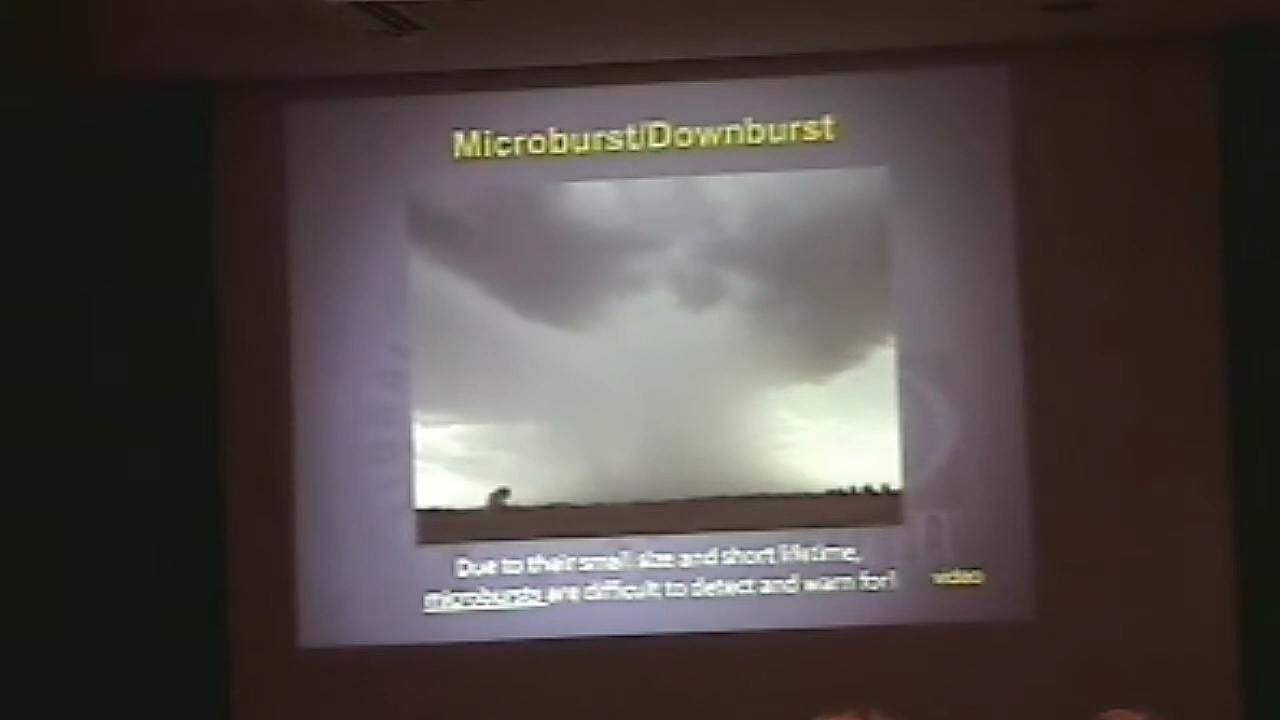 Microburst/Downburst
Due to their small size and short lifetime,
microbursts are difficult to detect and warn for!
video